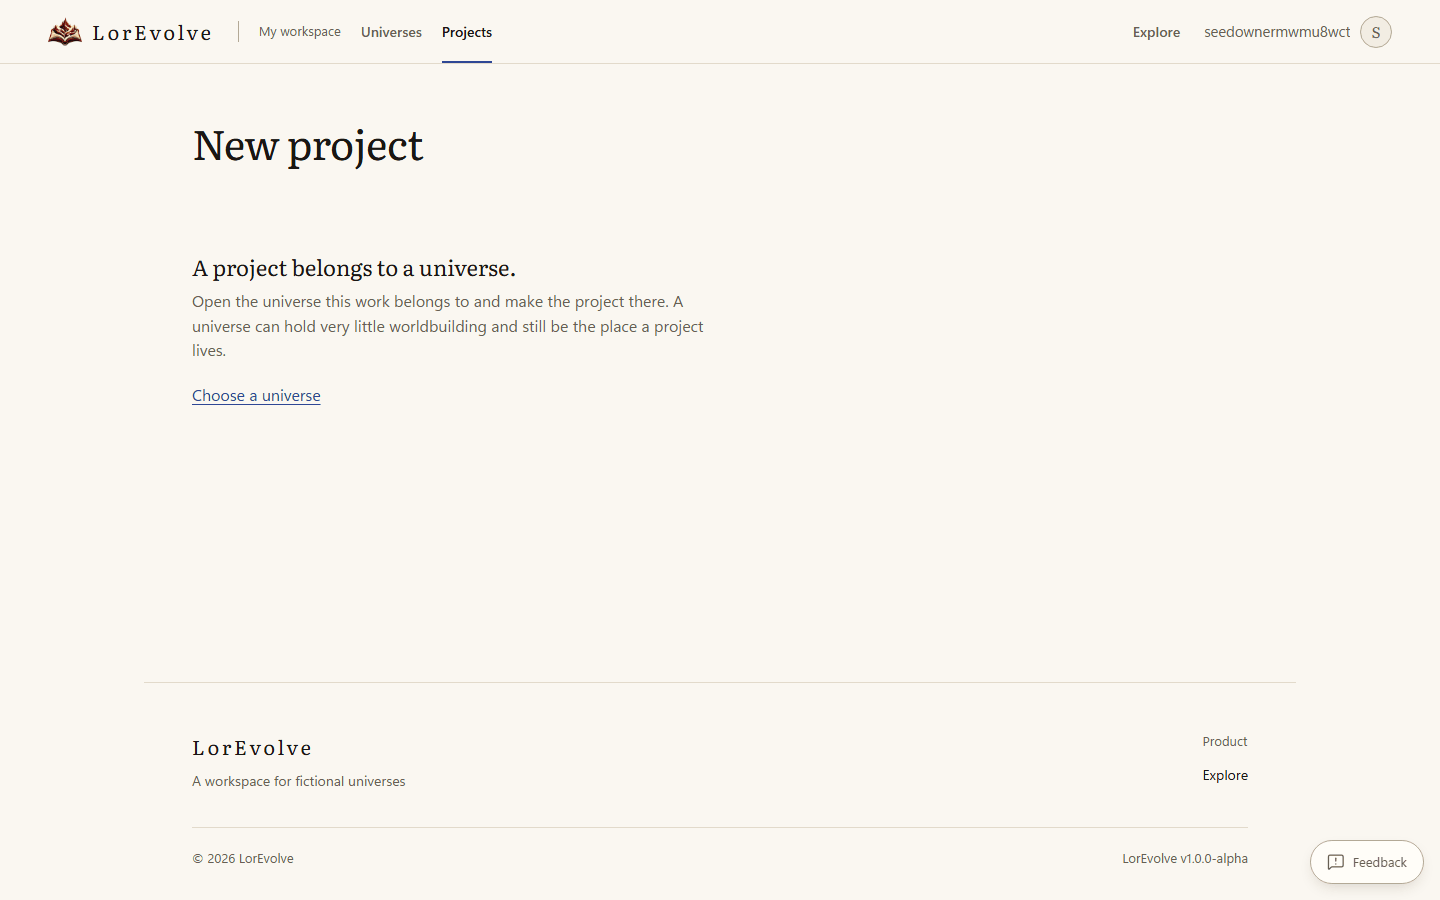 LorEvolve
My workspace
Universes
Projects
Explore
seedownermwmu8wct
S
New project
A project belongs to a universe.
Open the universe this work belongs to and make the project there. A
universe can hold very little worldbuilding and still be the place a project
lives.
Choose a universe
LorEvolve
A workspace for fictional universes
Product
Explore
© 2026 LorEvolve
LorEvolve v1.0.0-alpha
Feedback